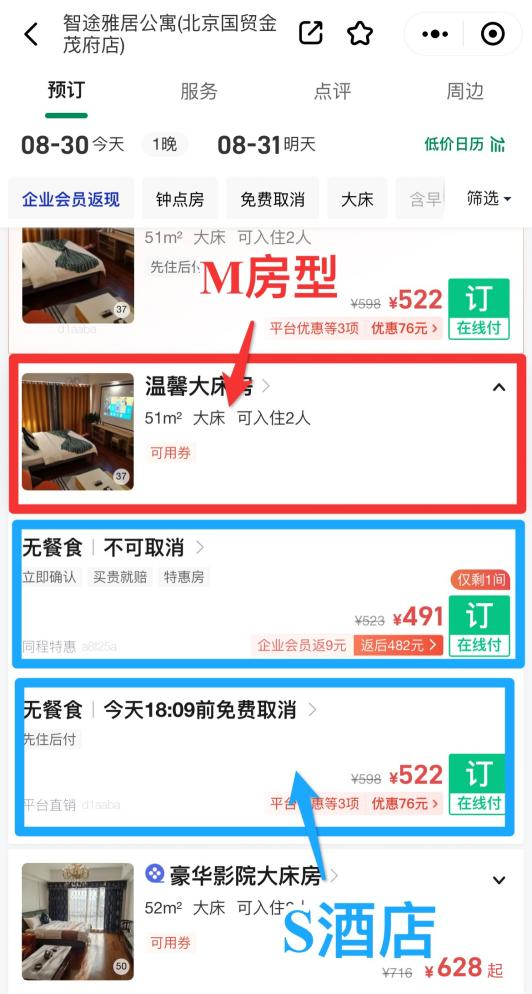 智途雅居公寓(北京国贸金
茂府店)
预订 服务 点评 周边
08-30今天 1晚 08-31明天 低价日历
企业会员返现 钟点房 免费取消 大床 含早 筛选
51m² 大床 可入住2人
先住后付
M房型
37
d1aaba
¥598 ¥522 订
平台优惠等3项 优惠76元 > 在线付
温馨大床房 >
51m² 大床 可入住2人
可用券
37
无餐食 | 不可取消 >
立即确认 买贵就赔 特惠房
仅剩1间
¥523 ¥491 订
同程特惠 a8f25a 企业会员返9元 返后482元 > 在线付
无餐食 | 今天18:09前免费取消 >
先住后付
¥598 ¥522 订
平台直销 d1aaba 平台优惠等3项 优惠76元 > 在线付
豪华影院大床房 >
52m² 大床 可入住2人
S酒店
可用券
50
¥716 ¥628起